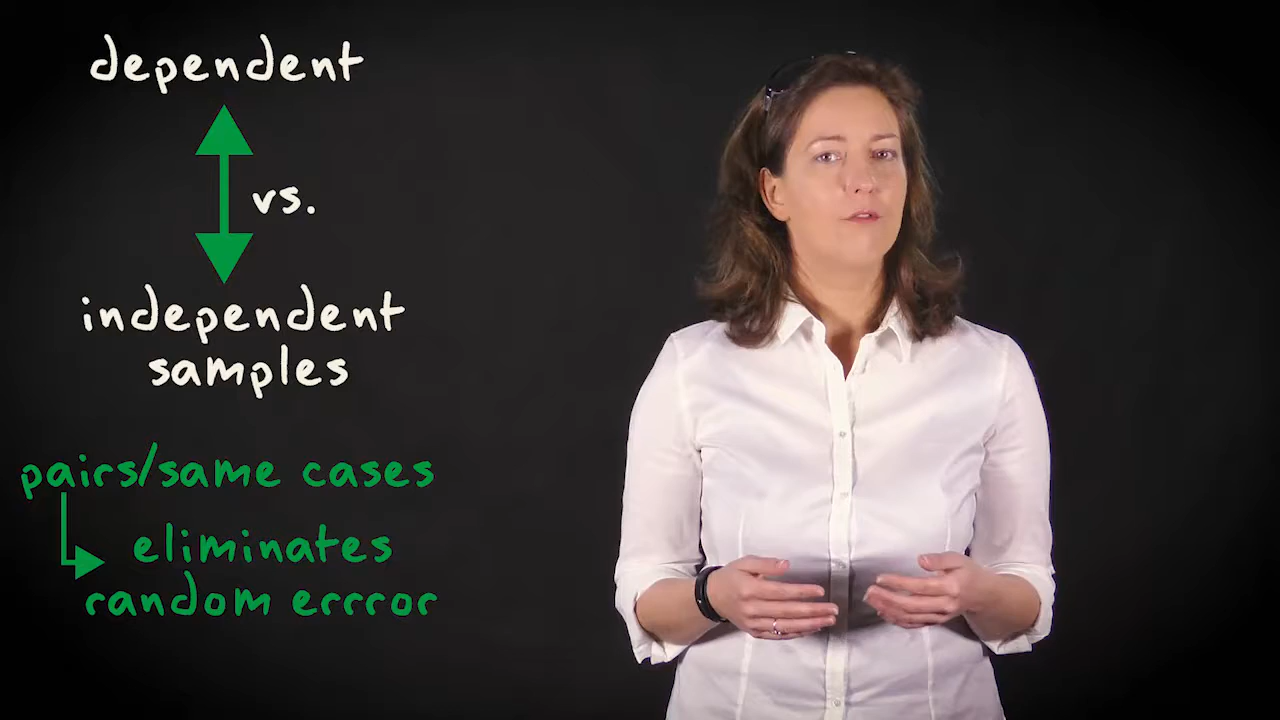 dependent
vs.
independent
samples
pairs/same cases
eliminates
random errror